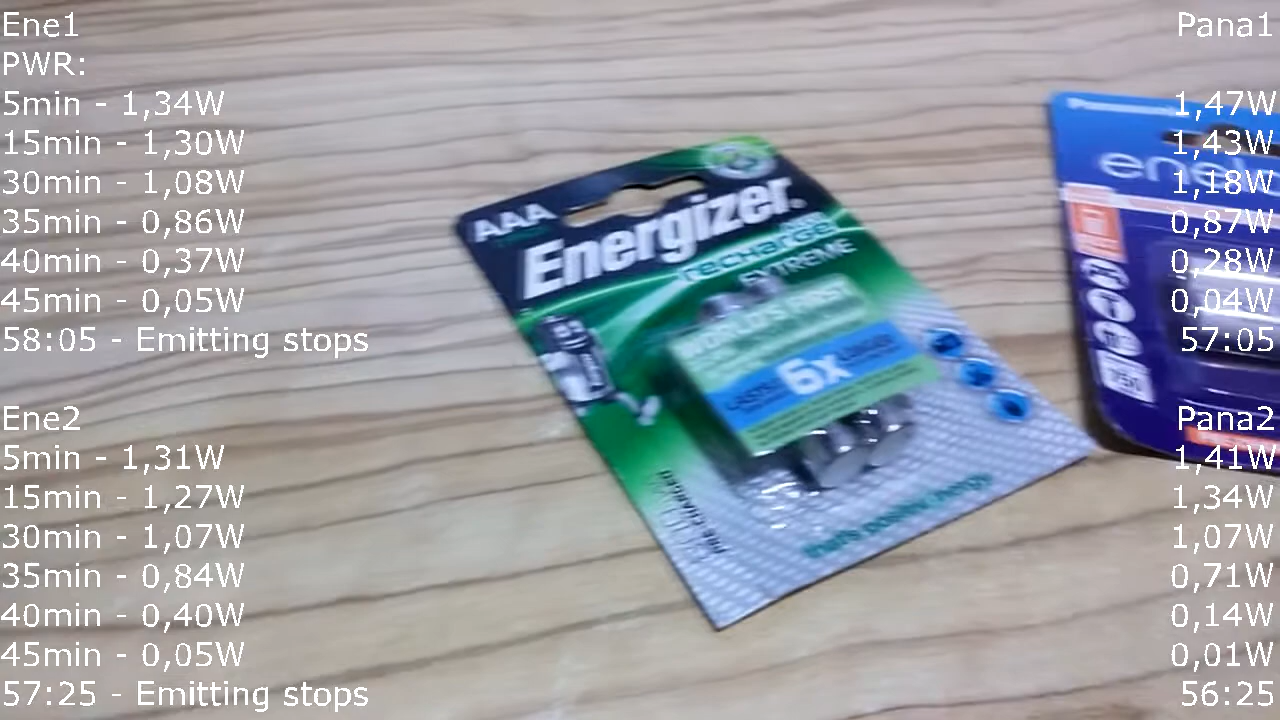 Ene1
PWR:
5min - 1,34W
15min - 1,30W
30min - 1,08W
35min - 0,86W
40min - 0,37W
45min - 0,05W
58:05 - Emitting stops
Ene2
5min - 1,31W
15min - 1,27W
30min - 1,07W
35min - 0,84W
40min - 0,40W
45min - 0,05W
57:25 - Emitting stops
AAA
Energizer.
recharge
EXTREME
6x
Pana1
1,47W
1,43W
1,18W
0,87W
0,28W
0,04W
57:05
Pana2
1,41W
1,34W
1,07W
0,71W
0,14W
0,01W
56:25
Panasonic